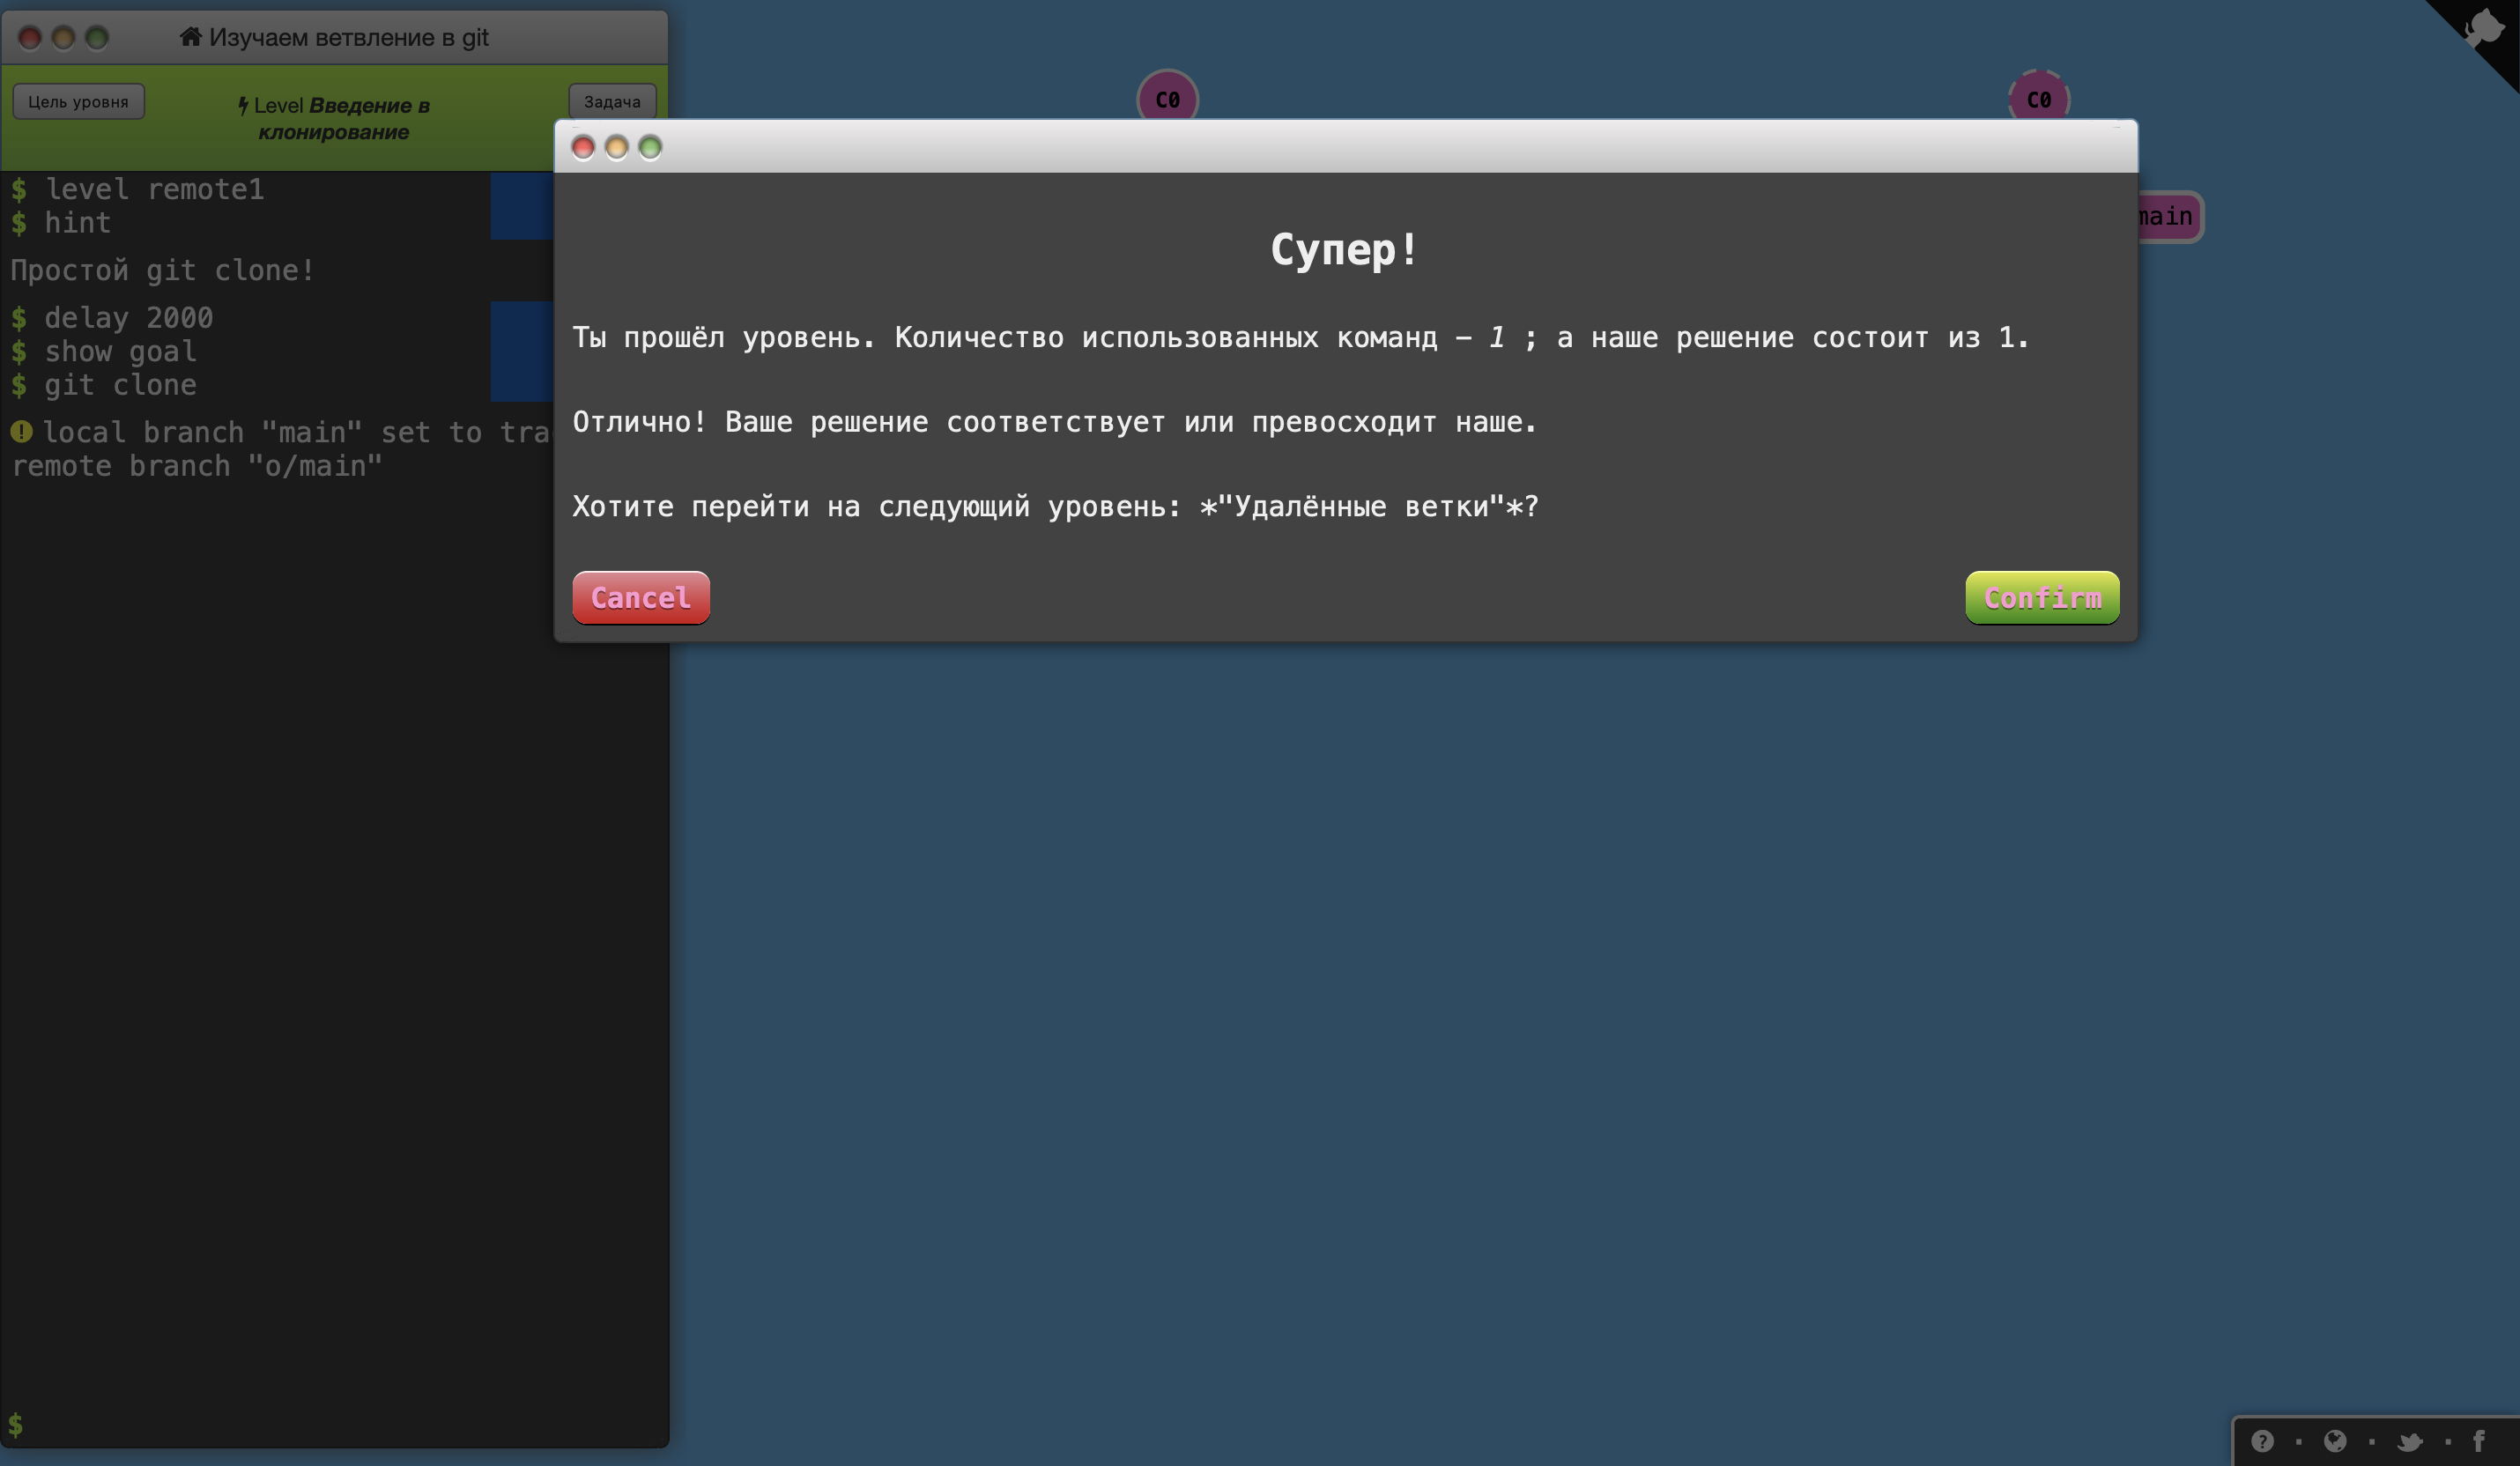 Изучаем ветвление в git
Цель уровня
Level Введение в
клонирование
Задача
$ level remote1
$ hint
Простой git clone!
$ delay 2000
$ show goal
$ git clone
local branch "main" set to
remote branch "o/main"
$
C0
C0
main
Супер!
Ты прошёл уровень. Количество использованных команд – 1 ; а наше решение состоит из 1.
Отлично! Ваше решение соответствует или превосходит наше.
Хотите перейти на следующий уровень: *"Удалённые ветки"*?
Cancel
Confirm